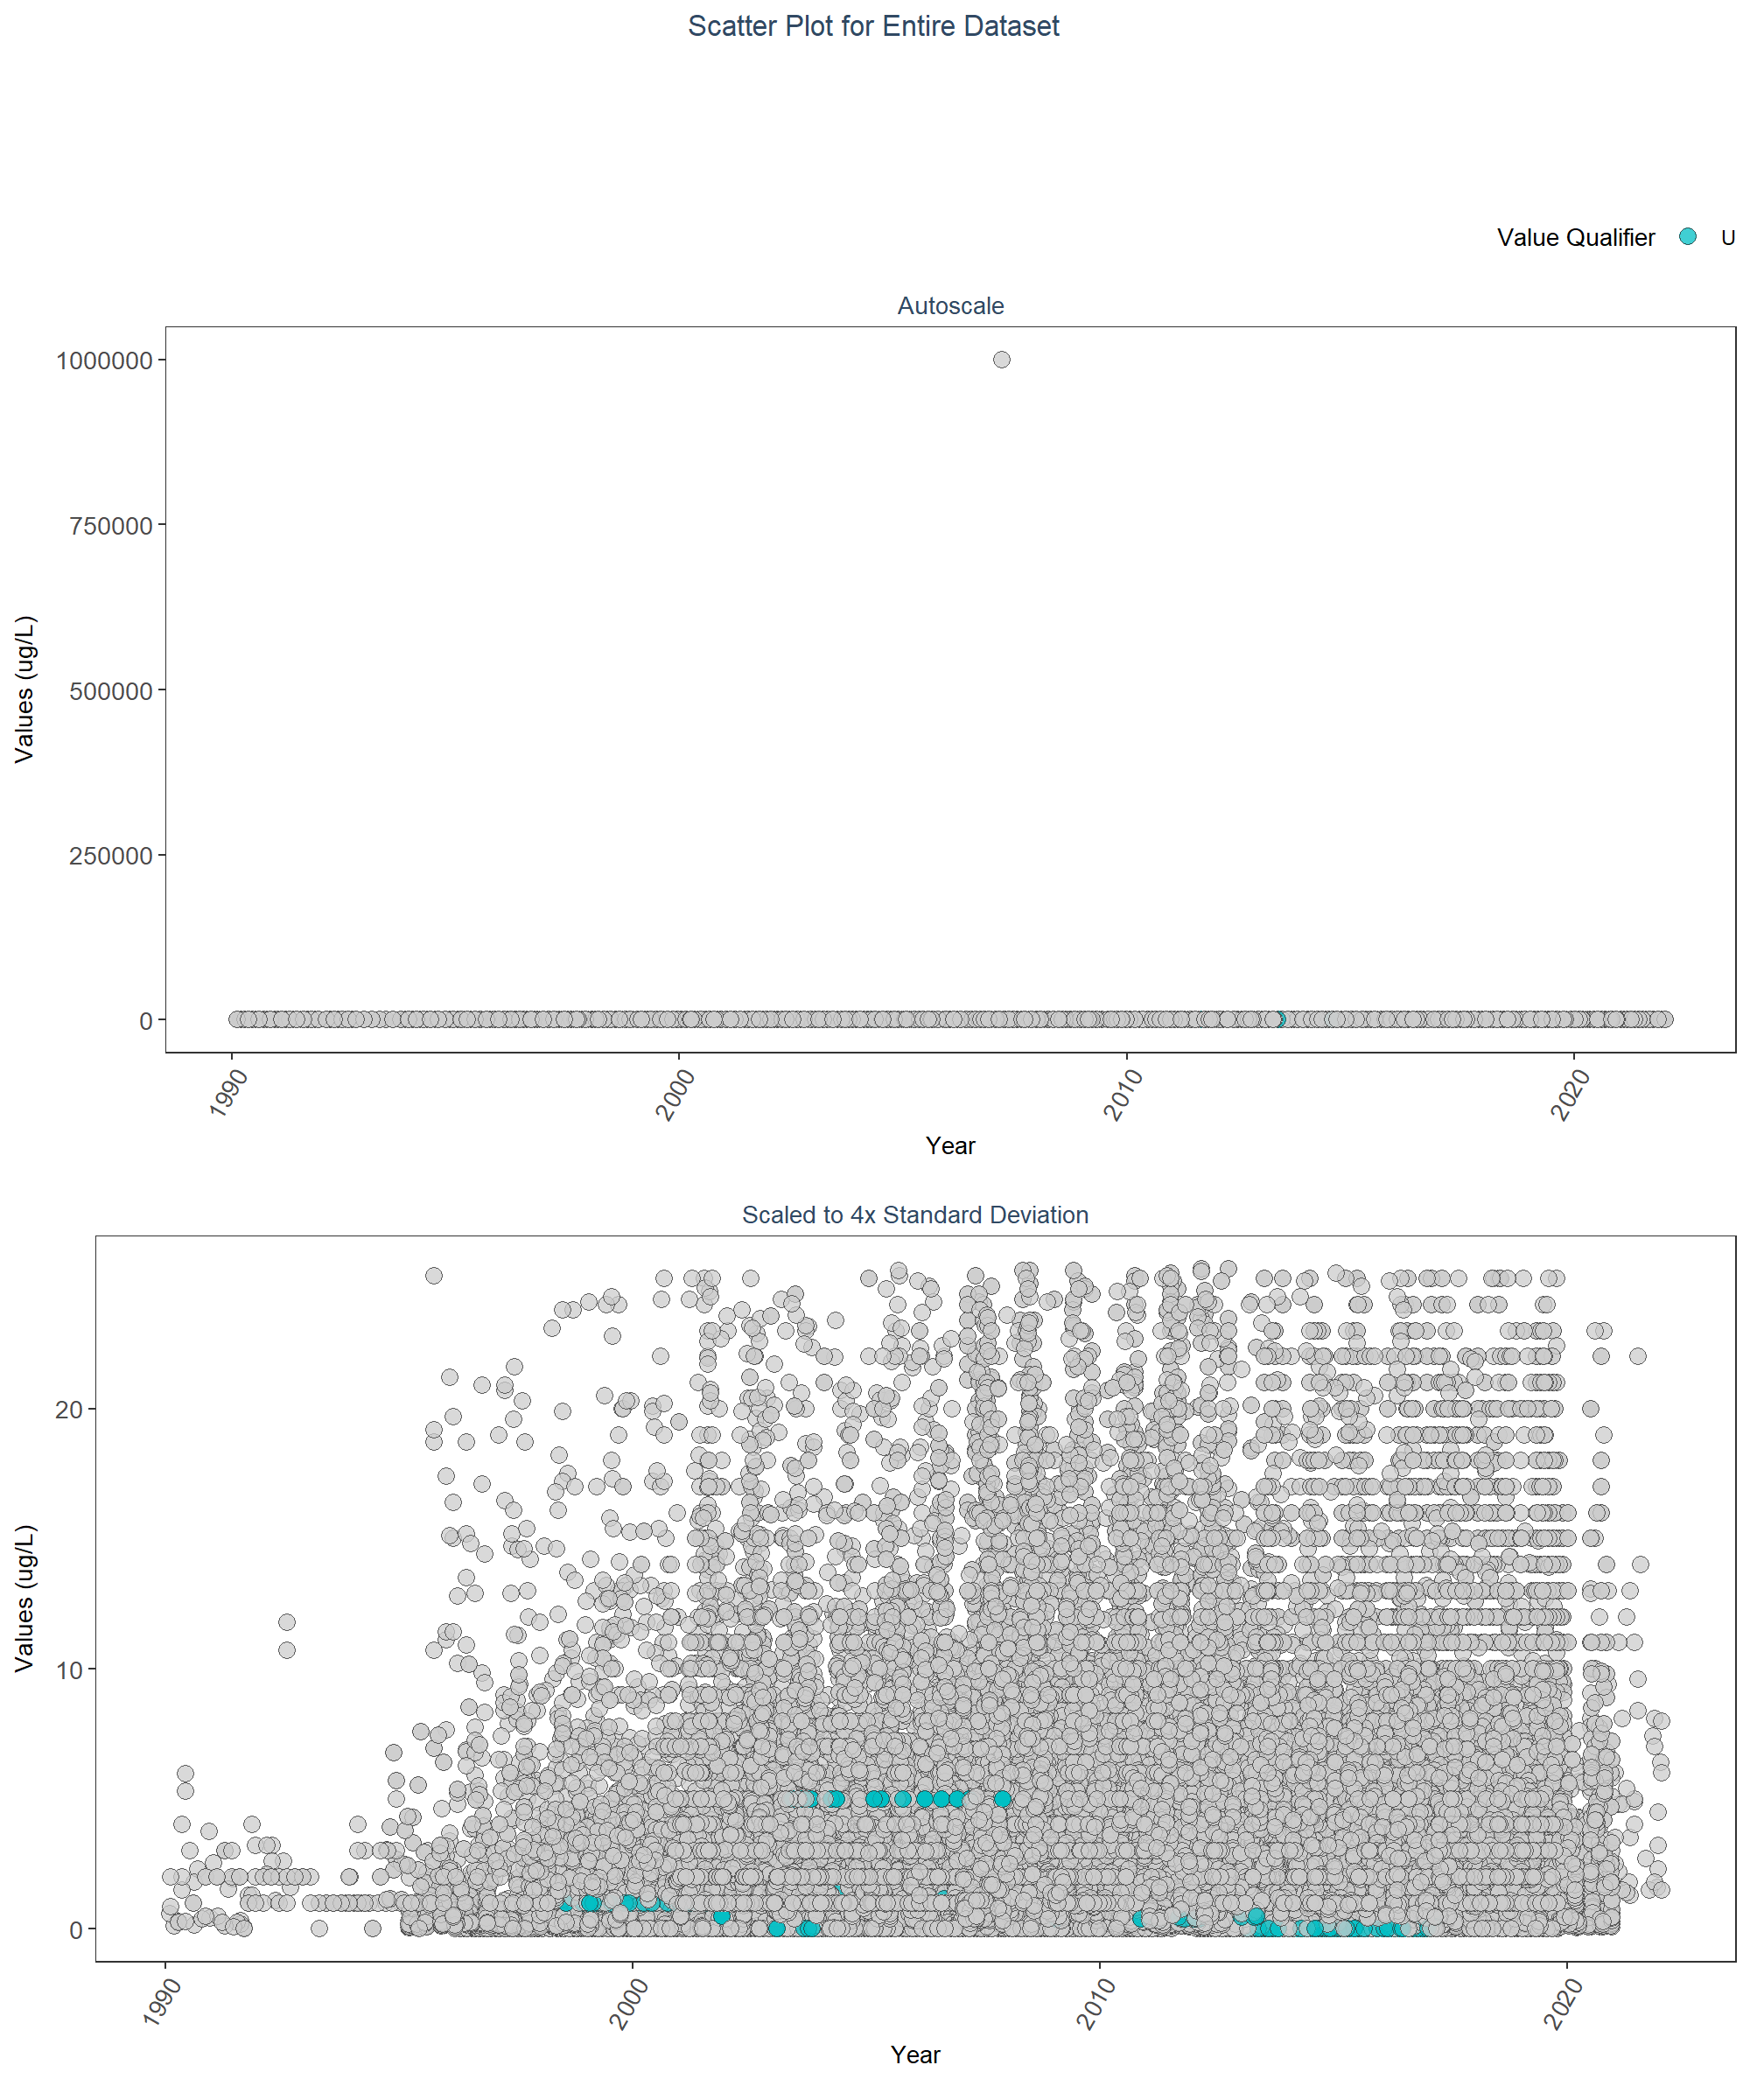 Scatter Plot for Entire Dataset
Value Qualifier U
Autoscale
1000000
750000
500000
250000
0
Values (ug/L)
1990 2000 2010 2020
Year
Scaled to 4x Standard Deviation
20
10
0
Values (ug/L)
1990 2000 2010 2020
Year